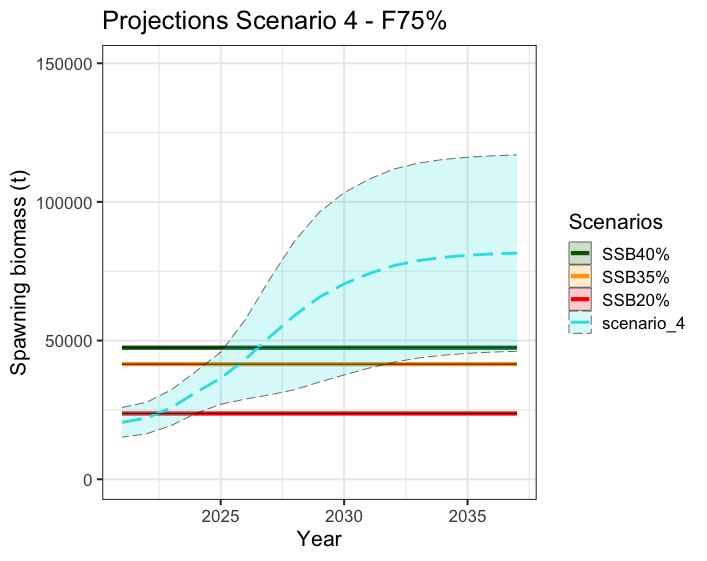 Projections Scenario 4 - F75%
Spawning biomass (t)
150000
100000
50000
0
2025
2030
2035
Year
Scenarios
SSB40%
SSB35%
SSB20%
scenario_4